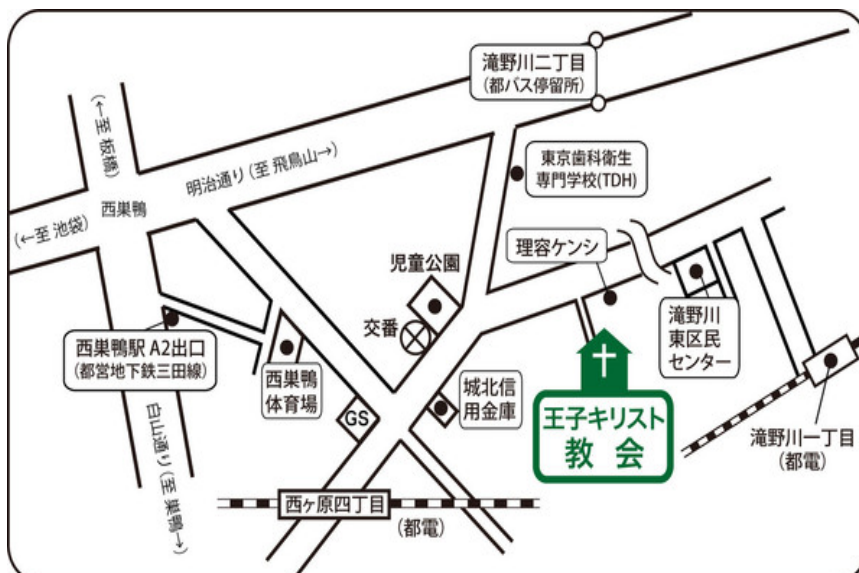 滝野川二丁目
(都バス停留所)
(←至 板橋)
明治通り(至 飛鳥山→)
東京歯科衛生
専門学校(TDH)
西巣鴨
(←至 池袋)
児童公園
理容ケンシ
交番
滝野川
東区民
センター
西巣鴨駅 A2出口
(都営地下鉄三田線)
西巣鴨
体育場
城北信
用金庫
GS
王子キリスト
教会
白山通り(至 巣鴨→)
滝野川一丁目
(都電)
西ヶ原四丁目
(都電)